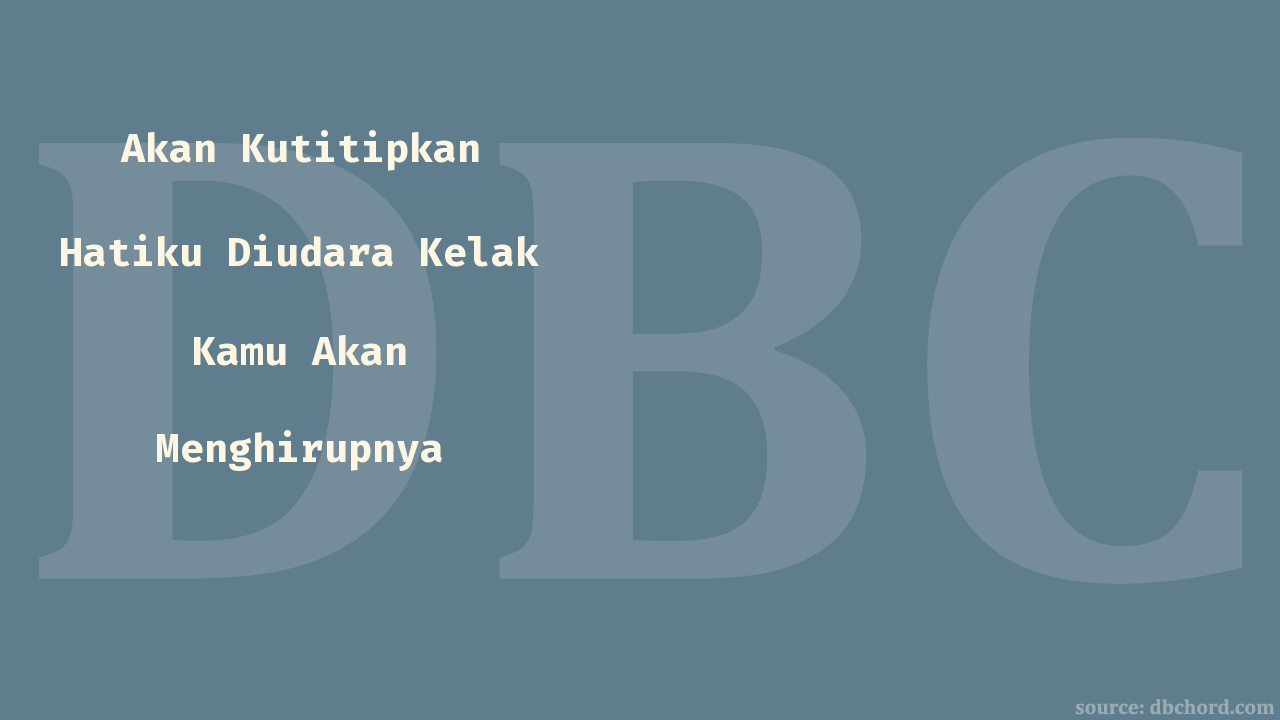 Akan Kutitipkan
Hatiku Diudara Kelak
Kamu Akan
Menghirupnya
DBC
source: dbchord.com